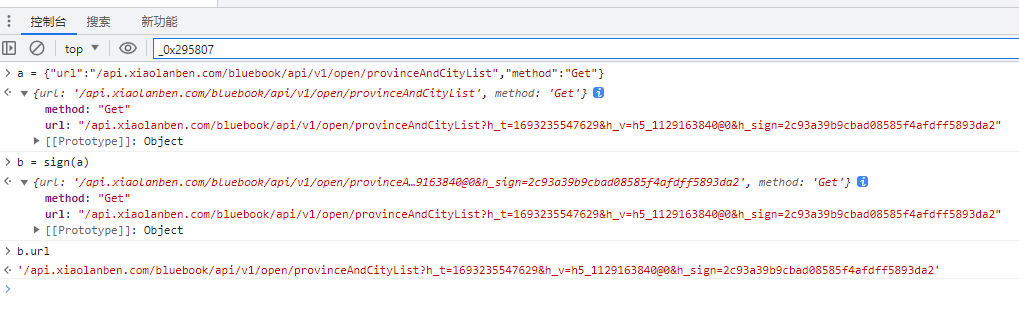 控制台 搜索 新功能
top _0x295807
a = {"url":"/api.xiaolanben.com/bluebook/api/v1/open/provinceAndCityList","method":"Get"}
{url: '/api.xiaolanben.com/bluebook/api/v1/open/provinceAndCityList', method: 'Get'}
method: "Get"
url: "/api.xiaolanben.com/bluebook/api/v1/open/provinceAndCityList?h_t=1693235547629&h_v=h5_1129163840@0&h_sign=2c93a39b9cbad08585f4afdff5893da2"
[[Prototype]]: Object
b = sign(a)
{url: '/api.xiaolanben.com/bluebook/api/v1/open/provinceA…9163840@0&h_sign=2c93a39b9cbad08585f4afdff5893da2', method: 'Get'}
method: "Get"
url: "/api.xiaolanben.com/bluebook/api/v1/open/provinceAndCityList?h_t=1693235547629&h_v=h5_1129163840@0&h_sign=2c93a39b9cbad08585f4afdff5893da2"
[[Prototype]]: Object
b.url
'/api.xiaolanben.com/bluebook/api/v1/open/provinceAndCityList?h_t=1693235547629&h_v=h5_1129163840@0&h_sign=2c93a39b9cbad08585f4afdff5893da2'